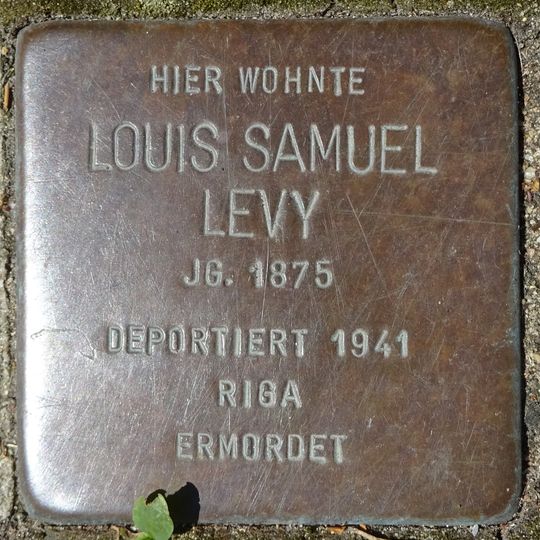 HIER WOHNTE
LOUIS SAMUEL
LEVY
JG. 1875
DEPORTIERT 1941
RIGA
ERMORDET